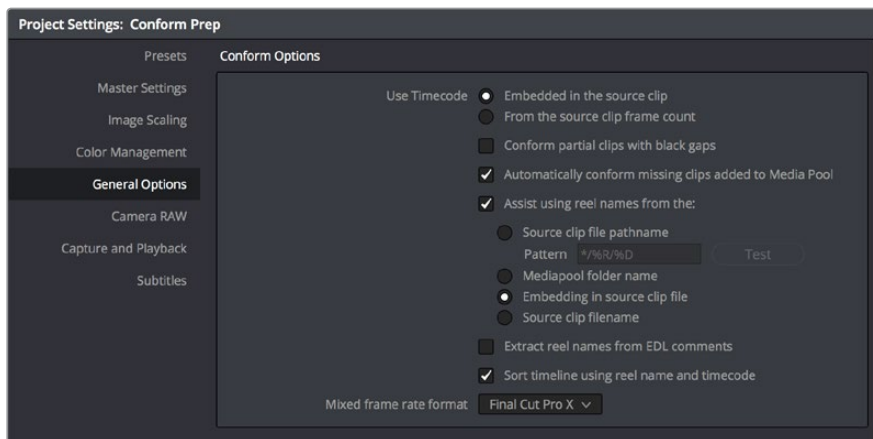 Project Settings: Conform Prep
Presets
Master Settings
Image Scaling
Color Management
General Options
Camera RAW
Capture and Playback
Subtitles
Conform Options
Use Timecode Embedded in the source clip
From the source clip frame count
Conform partial clips with black gaps
Automatically conform missing clips added to Media Pool
Assist using reel names from the:
Source clip file pathname
Pattern */%R/%D Test
Mediapool folder name
Embedding in source clip file
Source clip filename
Extract reel names from EDL comments
Sort timeline using reel name and timecode
Mixed frame rate format Final Cut Pro X